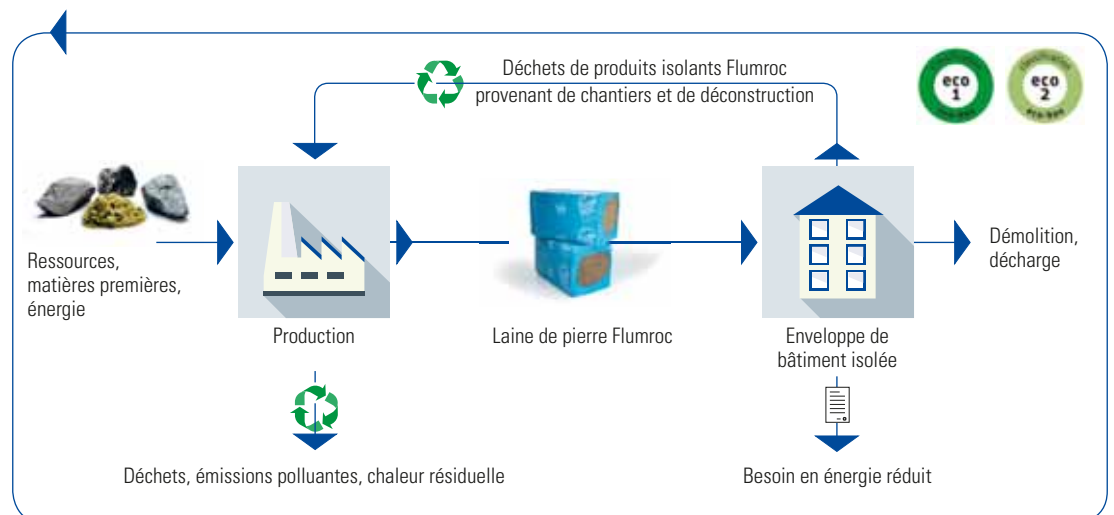 Déchets de produits isolants Flumroc
provenant de chantiers et de déconstruction
eco
1
eco
2
Ressources,
matières premières,
énergie
Production
Laine de pierre Flumroc
Enveloppe de
bâtiment isolée
Démolition,
décharge
Déchets, émissions polluantes, chaleur résiduelle
Besoin en énergie réduit